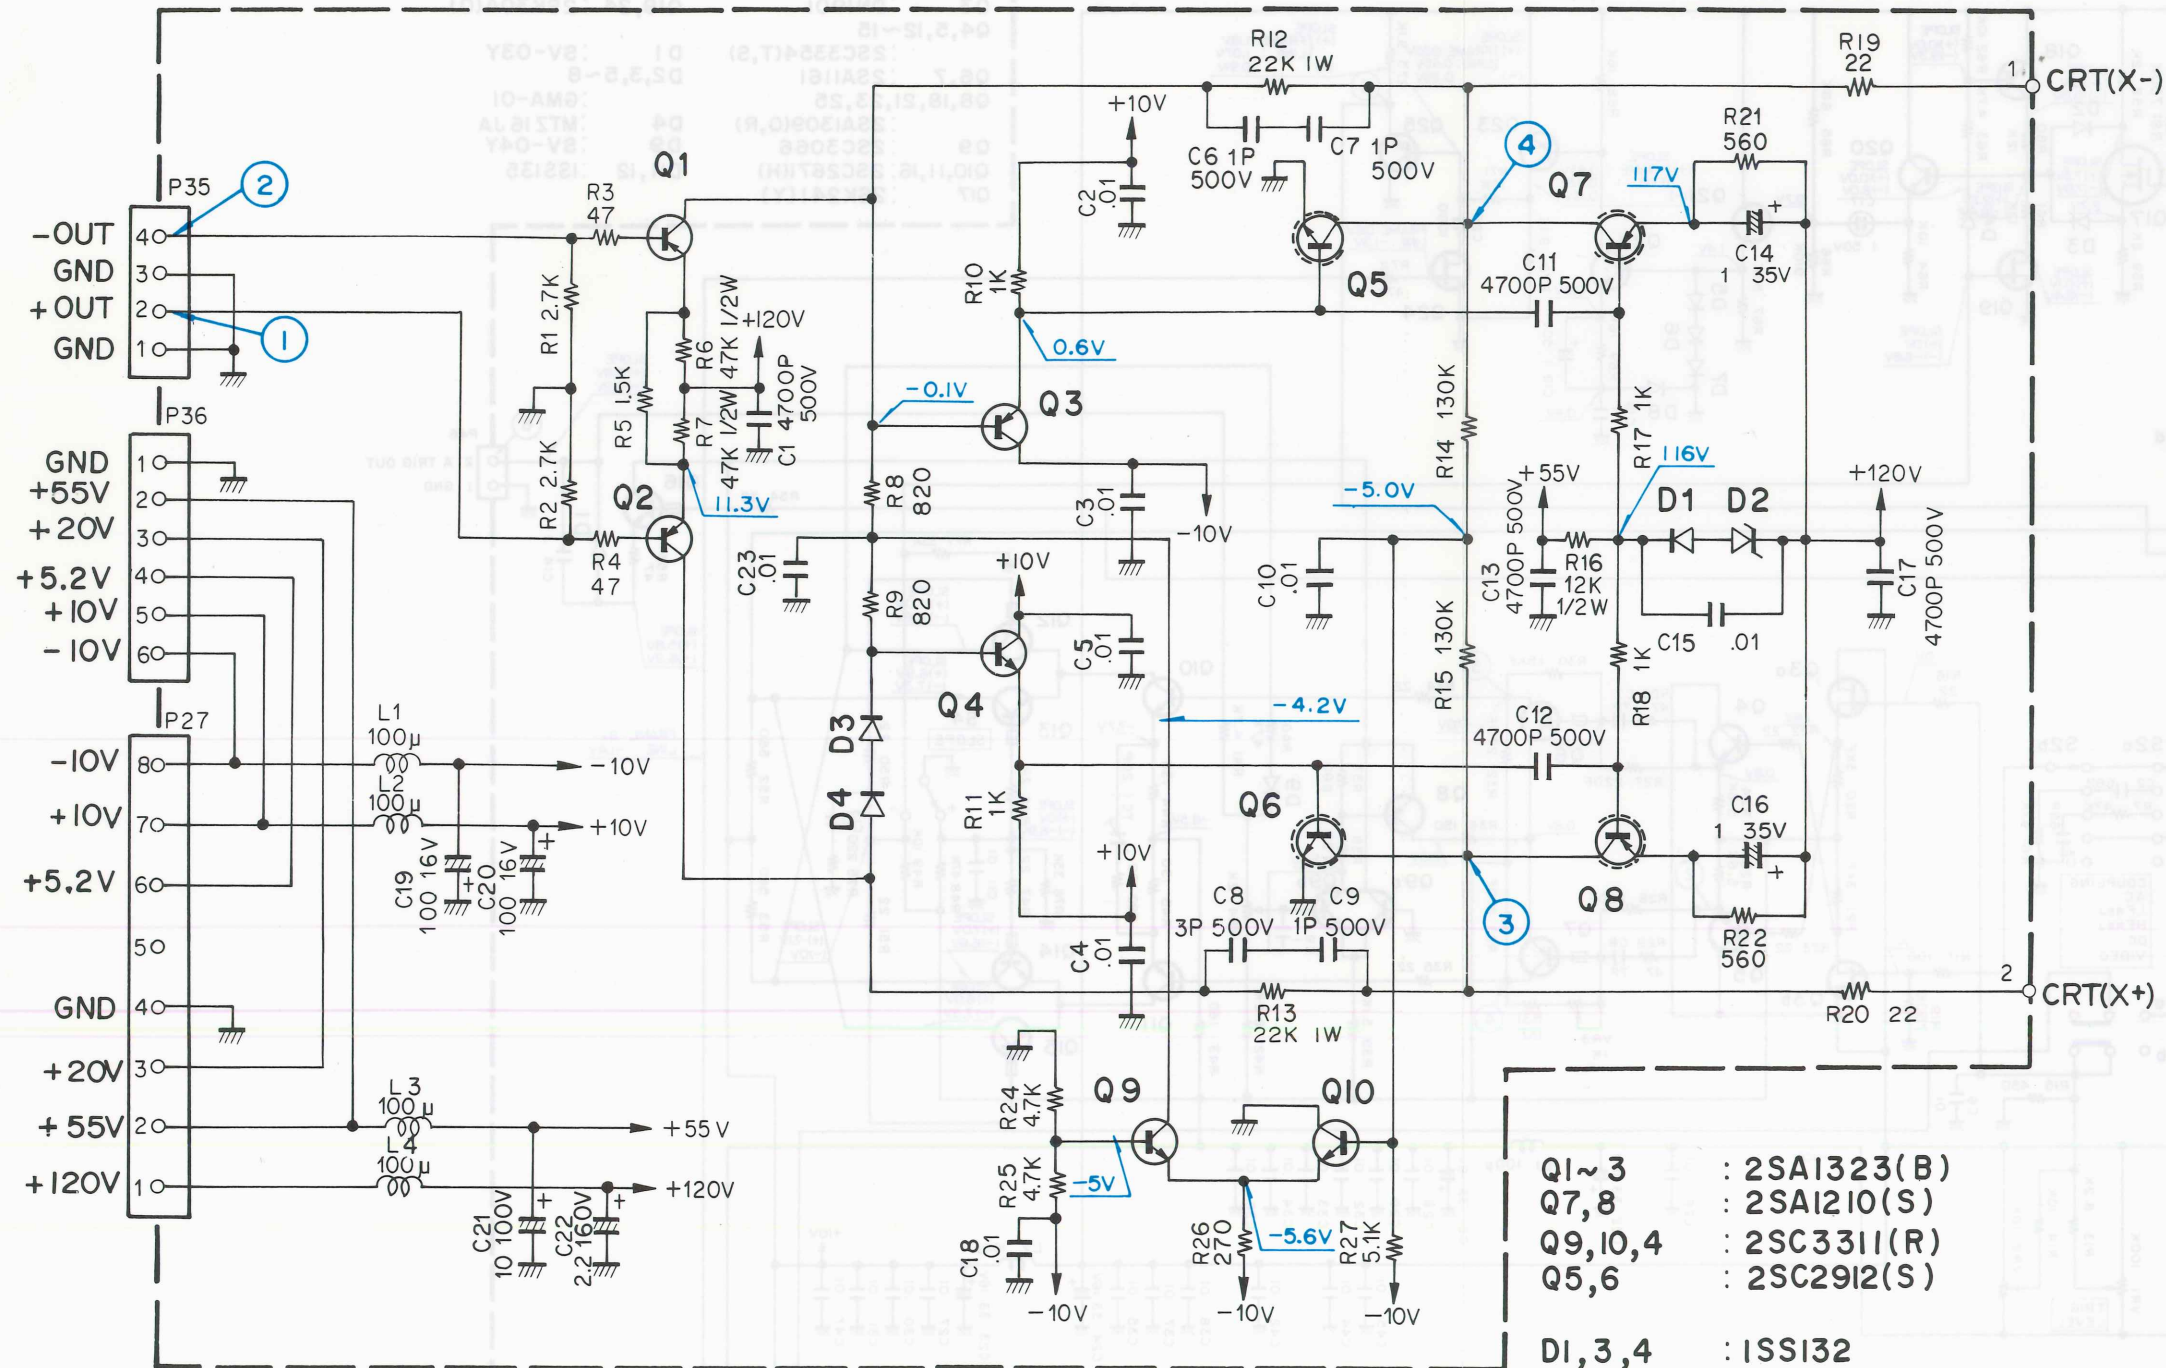 P35
-OUT 4
GND 3
+OUT 2
GND 1
P36
GND 1
+55V 2
+20V 3
+5.2V 4
+10V 5
-10V 6
P27
-10V 8
+10V 7
+5.2V 6
5
GND 4
+20V 3
+55V 2
+120V 1
2
1
L1
100μ
-10V
L2
100μ
+10V
C19
100 16V
+
C20
100 16V
+
L3
100μ
+55V
L4
100μ
+120V
C21
10 100V
+
C22
2.2 160V
+
Q1
R3
47
R1 2.7K
R2 2.7K
R5 1.5K
R6 47K 1/2W
R7 47K 1/2W
+120V
C1 4700P
500V
Q2
R4
47
11.3V
C23
.01
R8
820
R9
820
D3
D4
-0.1V
Q3
R10
1K
+10V
C2
.01
0.6V
C3
.01
-10V
+10V
C5
.01
Q4
R11
1K
+10V
C4
.01
-4.2V
R12
22K 1W
C6 1P
500V
C7 1P
500V
Q5
4
Q7
117V
R21
560
+
C14
1 35V
R19
22
1
CRT(X-)
C11
4700P 500V
R14 130K
R17 1K
-5.0V
C10
.01
R15 130K
+55V
C13
4700P 500V
R16
12K
1/2W
116V
D1 D2
C15 .01
+120V
C17
4700P 500V
R18 1K
C12
4700P 500V
Q6
C8
3P 500V
C9
1P 500V
R13
22K 1W
3
Q8
C16
1 35V
+
R22
560
R20 22
2
CRT(X+)
R24
4.7K
R25
4.7K
C18
.01
-10V
-5V
Q9
Q10
R26
270
-10V
-5.6V
R27
5.1K
-10V
Q1~3 : 2SA1323(B)
Q7,8 : 2SA1210(S)
Q9,10,4 : 2SC3311(R)
Q5,6 : 2SC2912(S)
D1,3,4 : 1SS132